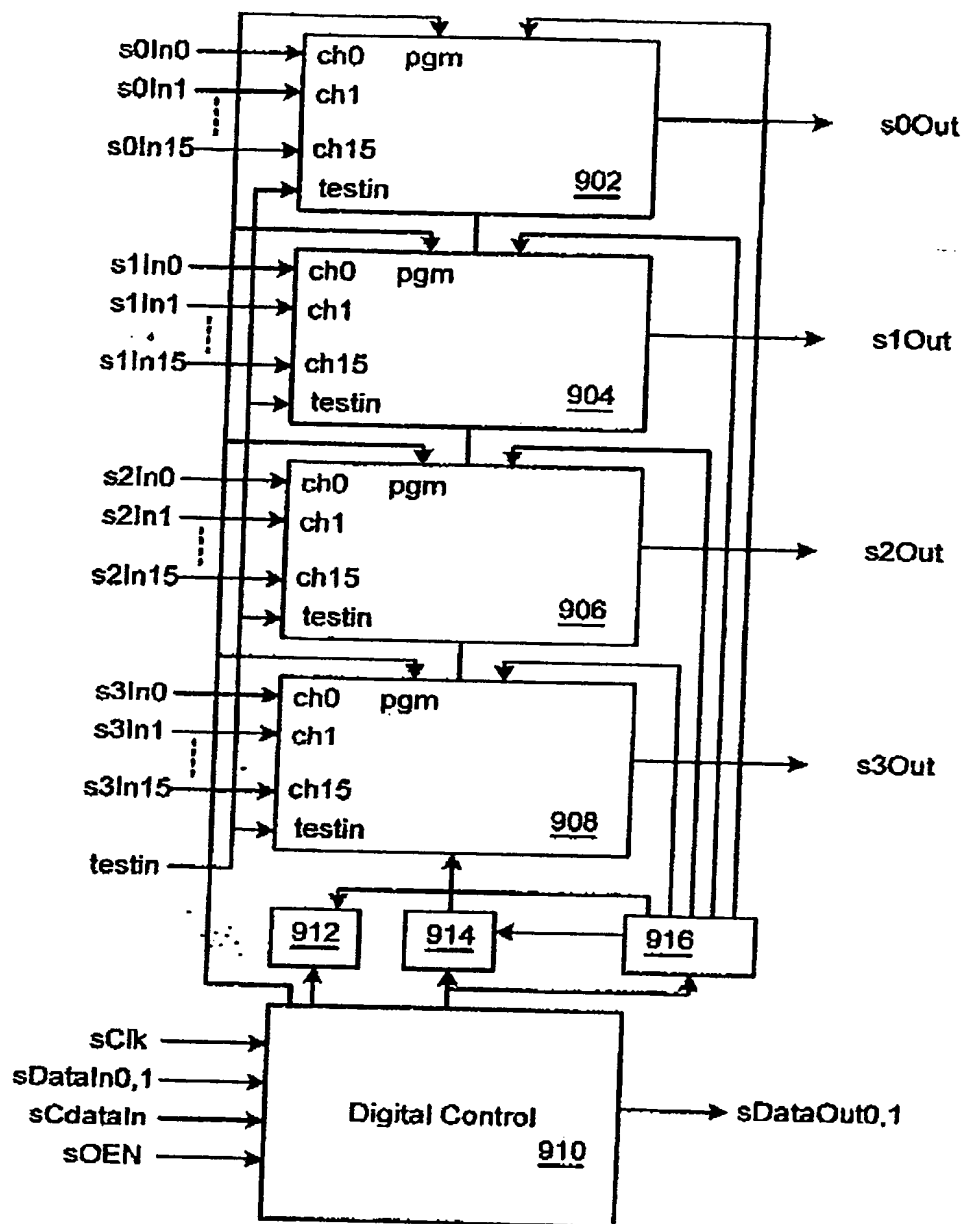 s0In0 ch0 pgm
s0In1 ch1
s0Out
s0In15 ch15
testin 902
s1In0 ch0 pgm
s1In1 ch1
s1Out
s1In15 ch15
testin 904
s2In0 ch0 pgm
s2In1 ch1
s2Out
s2In15 ch15
testin 906
s3In0 ch0 pgm
s3In1 ch1
s3Out
s3In15 ch15
testin 908
testin
912 914 916
sClk
sDataIn0,1
sCdataIn Digital Control sDataOut0,1
sOEN 910